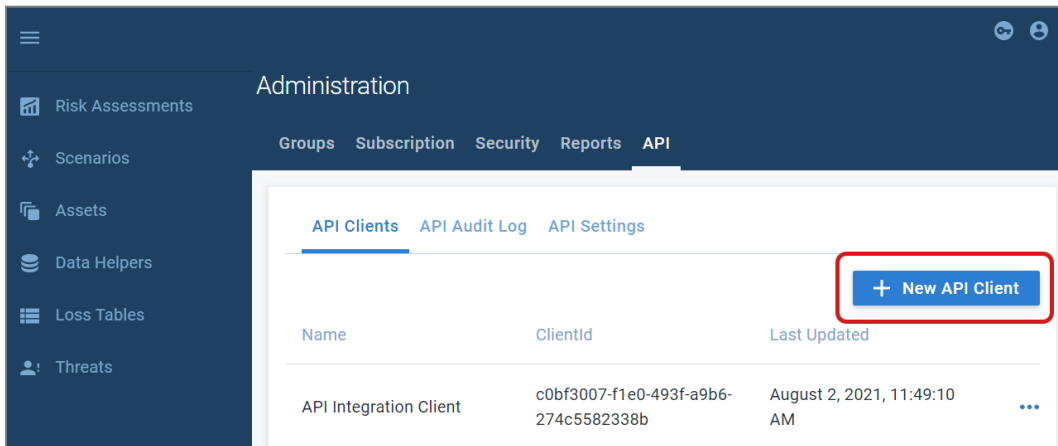 Administration
Risk Assessments
Scenarios
Assets
Data Helpers
Loss Tables
Threats
Groups Subscription Security Reports API
API Clients API Audit Log API Settings
+ New API Client
Name ClientId Last Updated
API Integration Client c0bf3007-f1e0-493f-a9b6- August 2, 2021, 11:49:10
274c5582338b AM